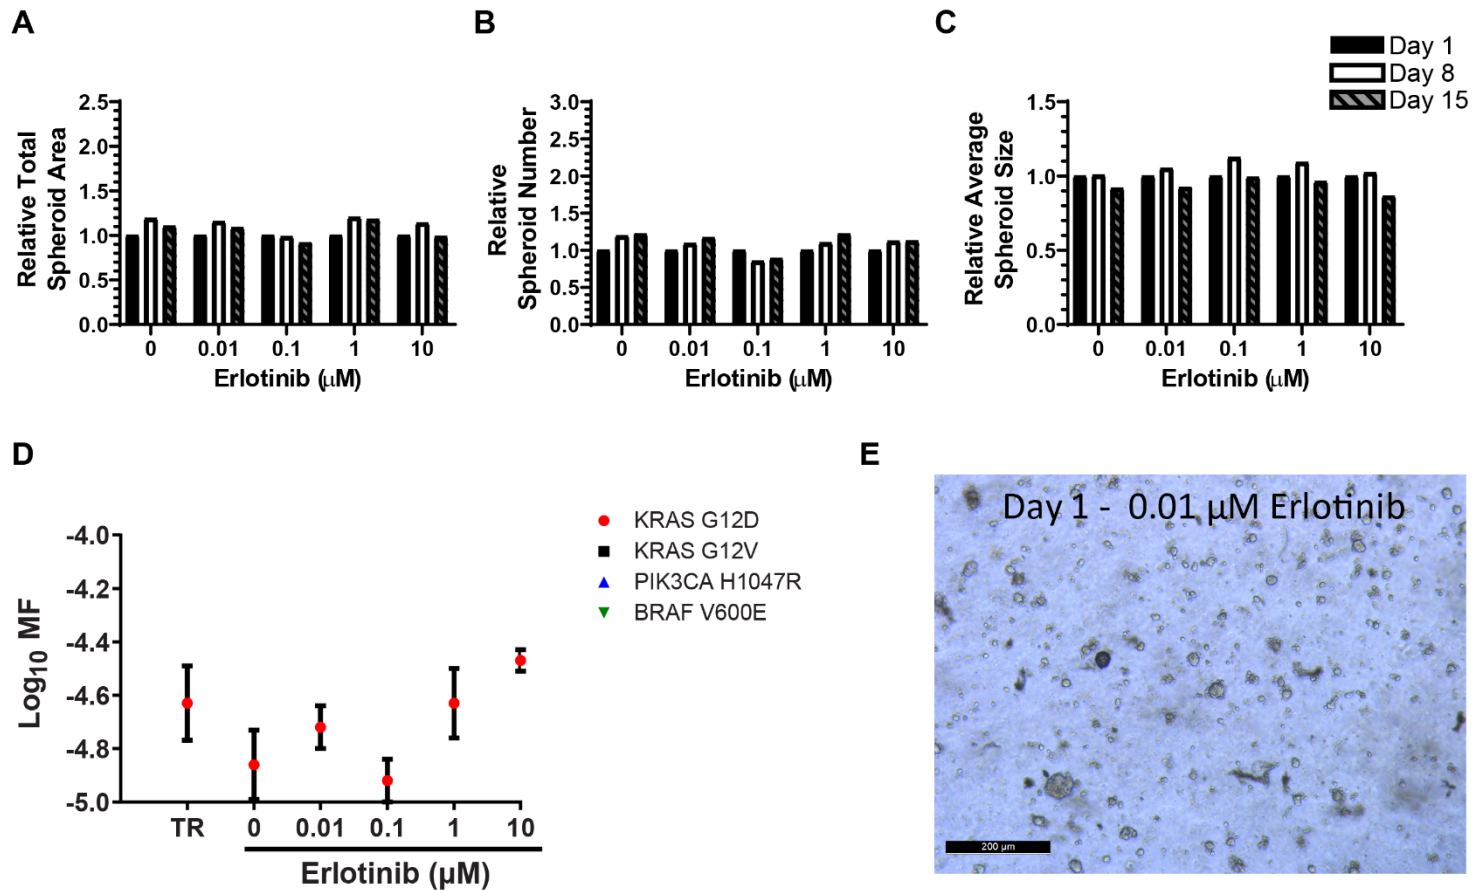 A
B
C
Day 1
Day 8
Day 15
2.5
2.0
1.5
1.0
0.5
0.0
Relative Total
Spheroid Area
0 0.01 0.1 1 10
Erlotinib (μM)
3.0
2.5
2.0
1.5
1.0
0.5
0.0
Relative
Spheroid Number
0 0.01 0.1 1 10
Erlotinib (μM)
1.5
1.0
0.5
0.0
Relative Average
Spheroid Size
0 0.01 0.1 1 10
Erlotinib (μM)
D
-4.0
-4.2
-4.4
-4.6
-4.8
-5.0
Log10 MF
TR 0 0.01 0.1 1 10
Erlotinib (μM)
KRAS G12D
KRAS G12V
PIK3CA H1047R
BRAF V600E
E
Day 1 - 0.01 μM Erlotinib
200 μm